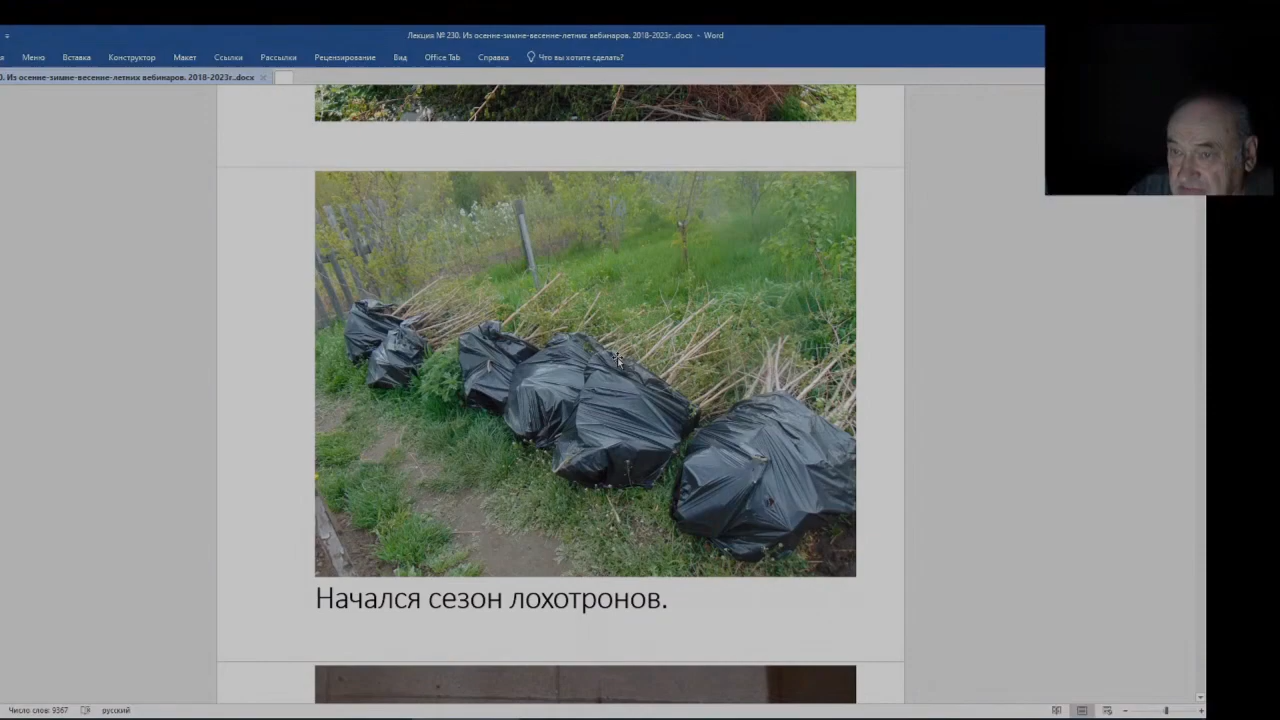 Лекция № 230. Из осенне-зимне-весенне-летних вебинаров. 2018-2023г..docx - Word
Меню Вставка Конструктор Макет Ссылки Рассылки Рецензирование Вид Office Tab Справка Что вы хотите сделать?
0. Из осенне-зимне-весенне-летних вебинаров. 2018-2023г..docx
Начался сезон лохотронов.
Число слов: 9367 русский